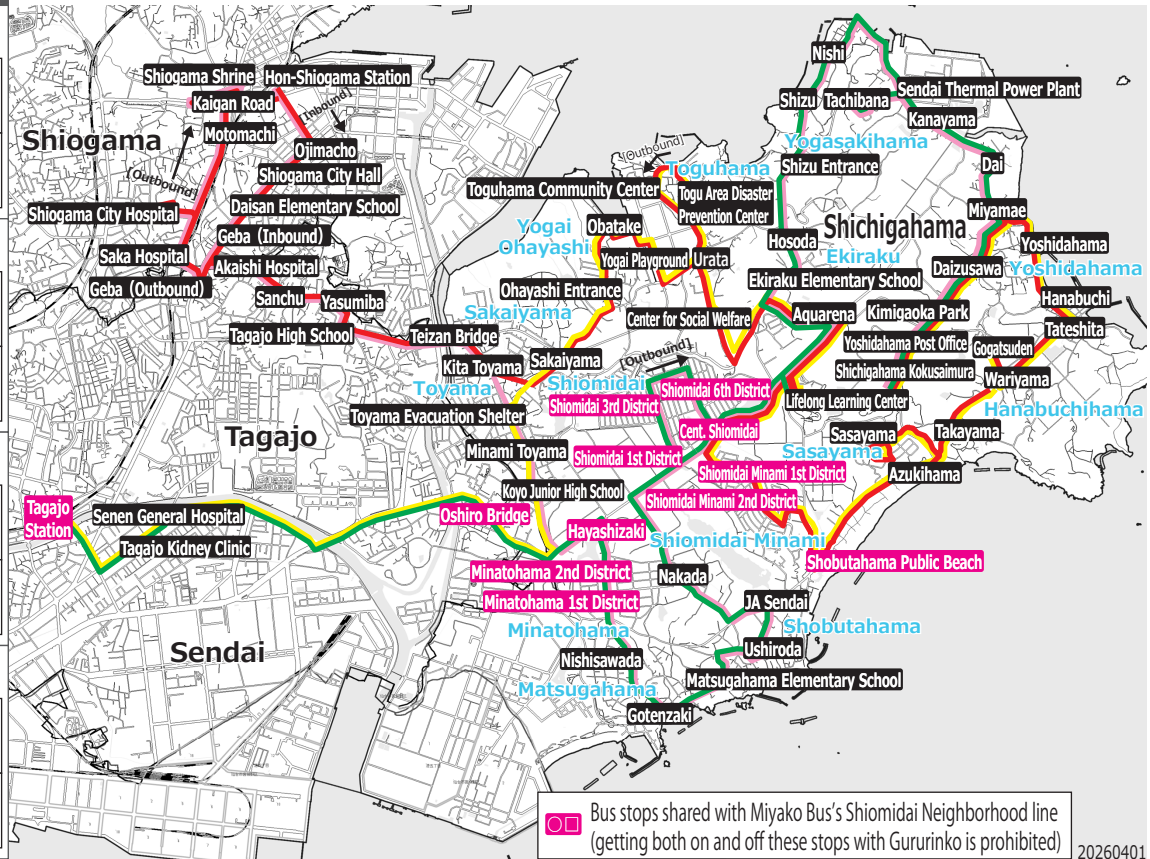 Shiogama Shrine
Hon-Shiogama Station
Kaigan Road
[Inbound]
Motomachi
Shiogama
Ojimacho
[Outbound]
Shiogama City Hall
Daisan Elementary School
Shiogama City Hospital
Geba (Inbound)
Saka Hospital
Akaishi Hospital
Geba (Outbound)
Sanchu
Yasumiba
Tagajo High School
Teizan Bridge
Kita Toyama
Toyama
Toyama Evacuation Shelter
Minami Toyama
Koyo Junior High School
Tagajo
Tagajo
Station
Senen General Hospital
Tagajo Kidney Clinic
Oshiro Bridge
Hayashizaki
Minatohama 2nd District
Minatohama 1st District
Minatohama
Sendai
Nishisawada
Matsugahama
Gotenzaki
Nishi
Shizu
Tachibana
Sendai Thermal Power Plant
Kanayama
Yogasakihama
Dai
Shizu Entrance
[Outbound]
Toguhama
Toguhama Community Center
Togu Area Disaster
Prevention Center
Yogai
Ohayashi
Obatake
Yogai Playground
Urata
Hosoda
Shichigahama
Ekiraku
Miyamae
Yoshidahama
Yoshidahama
Daizusawa
Ekiraku Elementary School
Ohayashi Entrance
Sakaiyama
Center for Social Welfare
Aquarena
Kimigaoka Park
Hanabuchi
Tateshita
Yoshidahama Post Office
Gogatsuden
Sakaiyama
[Outbound]
Shichigahama Kokusaimura
Wariyama
Shiomidai
Shiomidai 6th District
Shiomidai 3rd District
Lifelong Learning Center
Hanabuchihama
Cent. Shiomidai
Sasayama
Takayama
Sasayama
Shiomidai 1st District
Shiomidai Minami 1st District
Azukihama
Shiomidai Minami 2nd District
Shiomidai Minami
Shobutahama Public Beach
Nakada
JA Sendai
Shobutahama
Ushiroda
Matsugahama Elementary School
Bus stops shared with Miyako Bus's Shiomidai Neighborhood line
(getting both on and off these stops with Gururinko is prohibited)
20260401